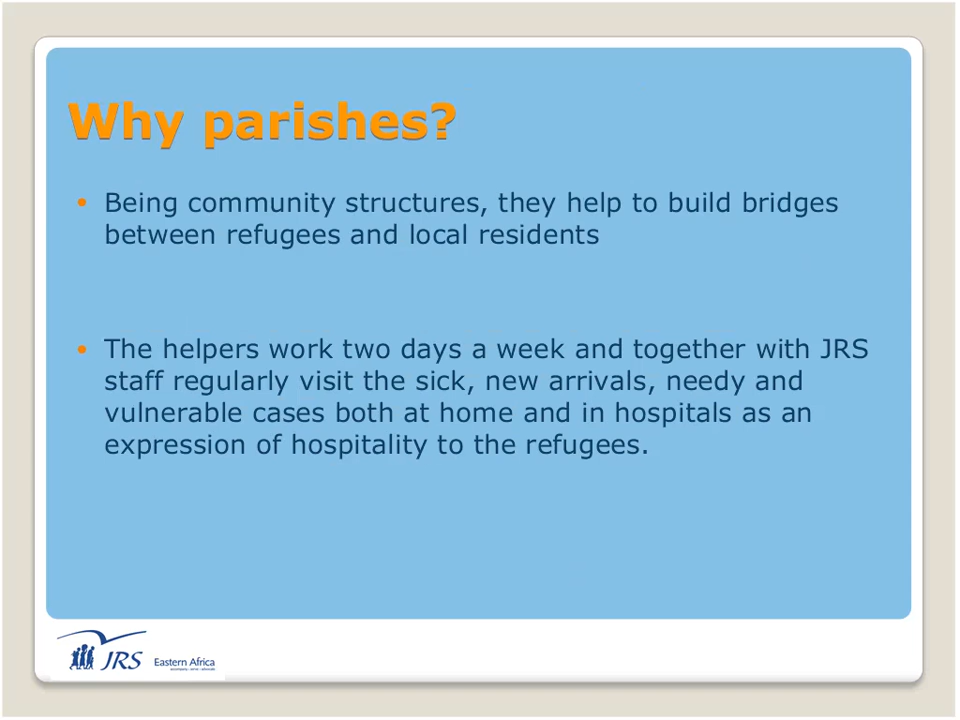 Why parishes?
• Being community structures, they help to build bridges
between refugees and local residents
• The helpers work two days a week and together with JRS
staff regularly visit the sick, new arrivals, needy and
vulnerable cases both at home and in hospitals as an
expression of hospitality to the refugees.
JRS Eastern Africa